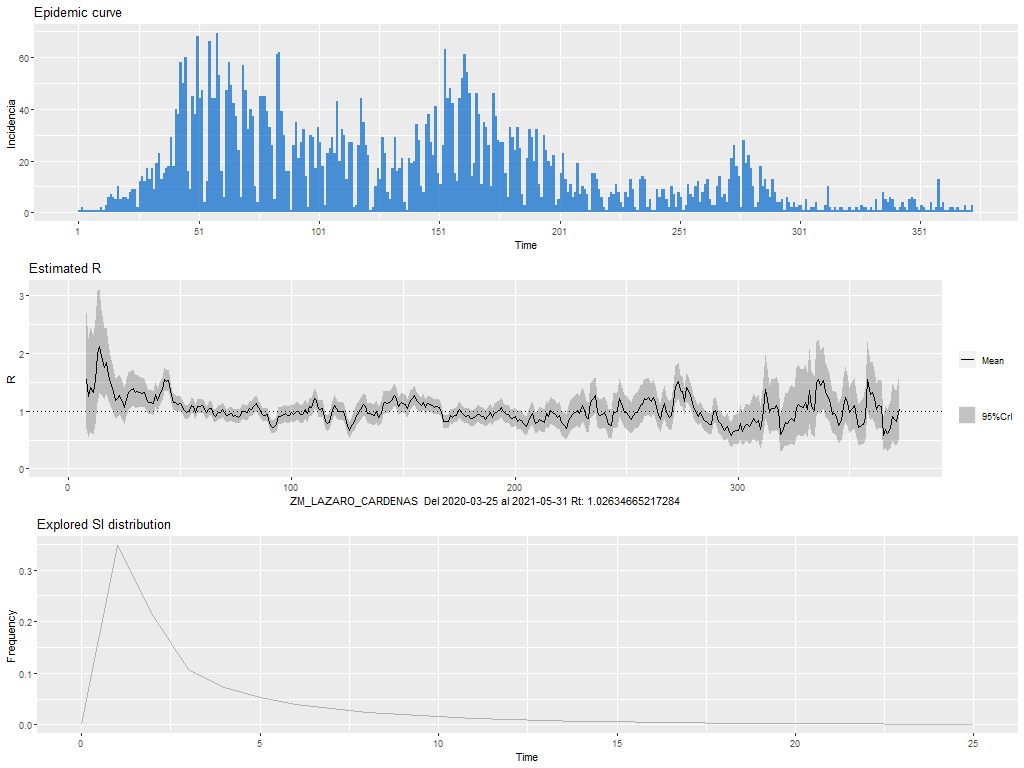 Epidemic curve
Incidencia
60
40
20
0
1
51
101
151
201
251
301
351
Time
Estimated R
R
3
2
1
0
0
100
200
300
ZM_LAZARO_CARDENAS Del 2020-03-25 al 2021-05-31 Rt: 1.02634665217284
Mean
95%CrI
Explored SI distribution
Frequency
0.3
0.2
0.1
0.0
0
5
10
15
20
25
Time